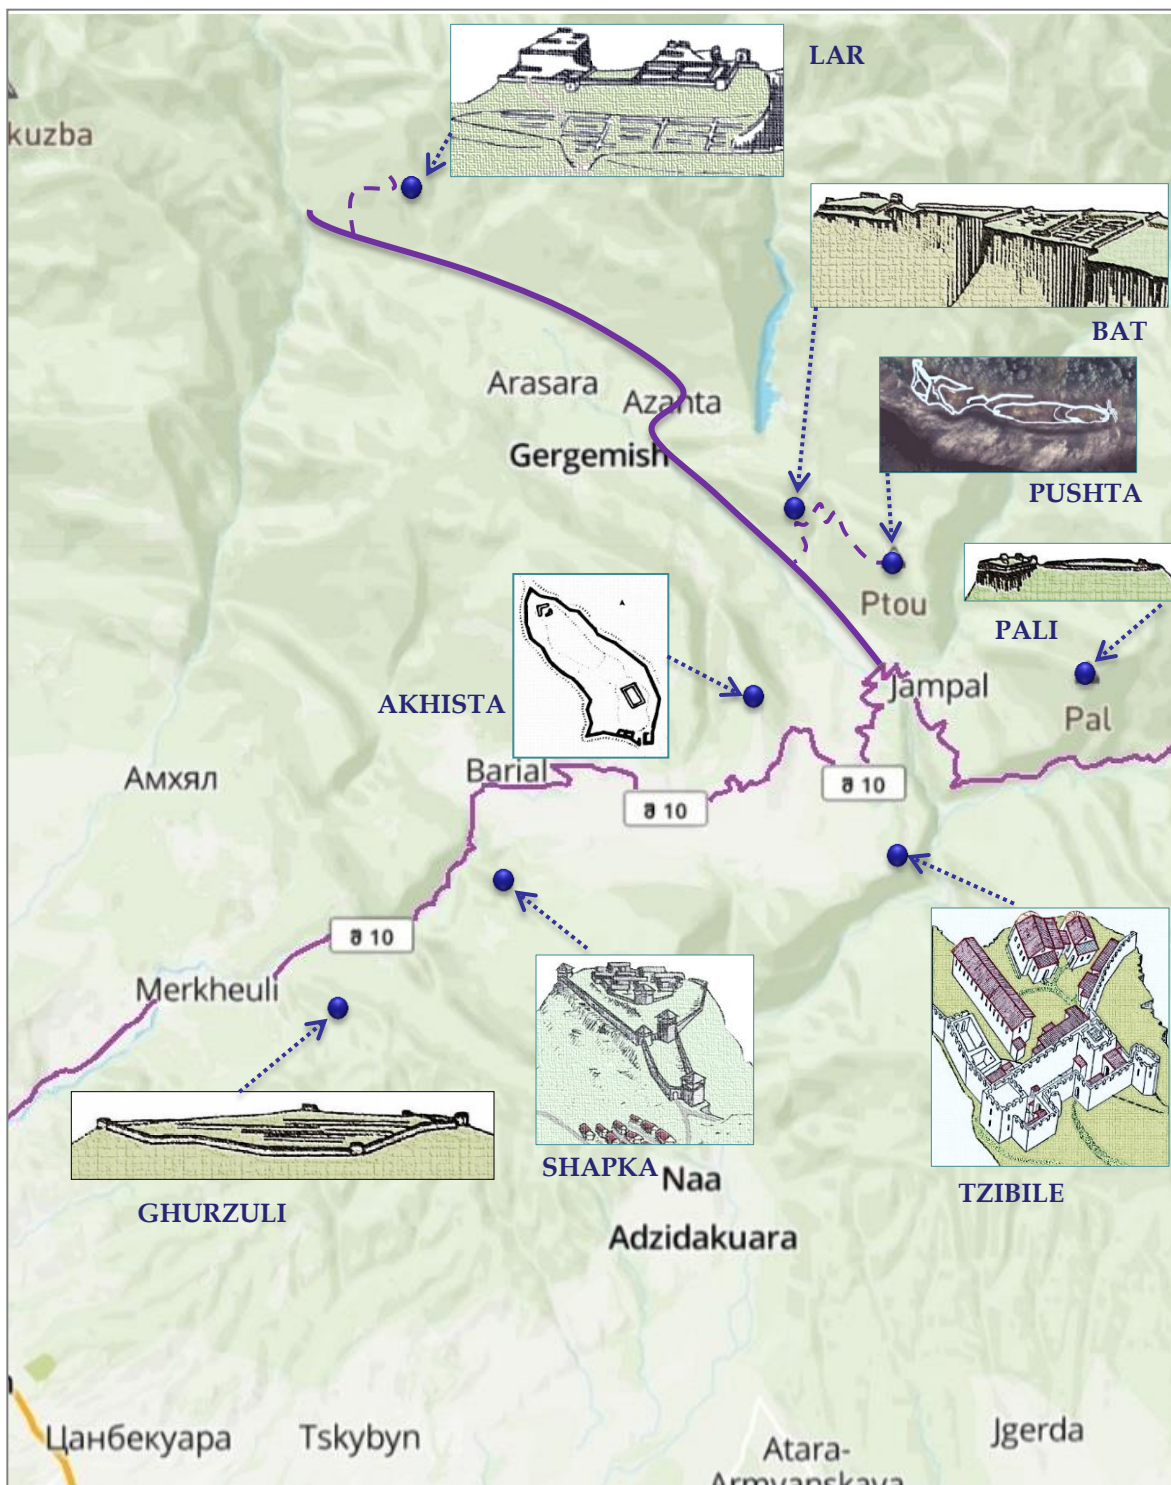 LAR
kuzba
BAT
Arasara
Azanta
Gergemish
PUSHTA
Ptou
PALI
AKHISTA
Jampal
Pal
Barial
Амхял
შ 10
შ 10
შ 10
Merkheuli
SHAPKA
Naa
TZIBILE
GHURZULI
Adzidakuara
Цанбекуара
Tskybyn
Jgerda
Atara-
Armyanskaya